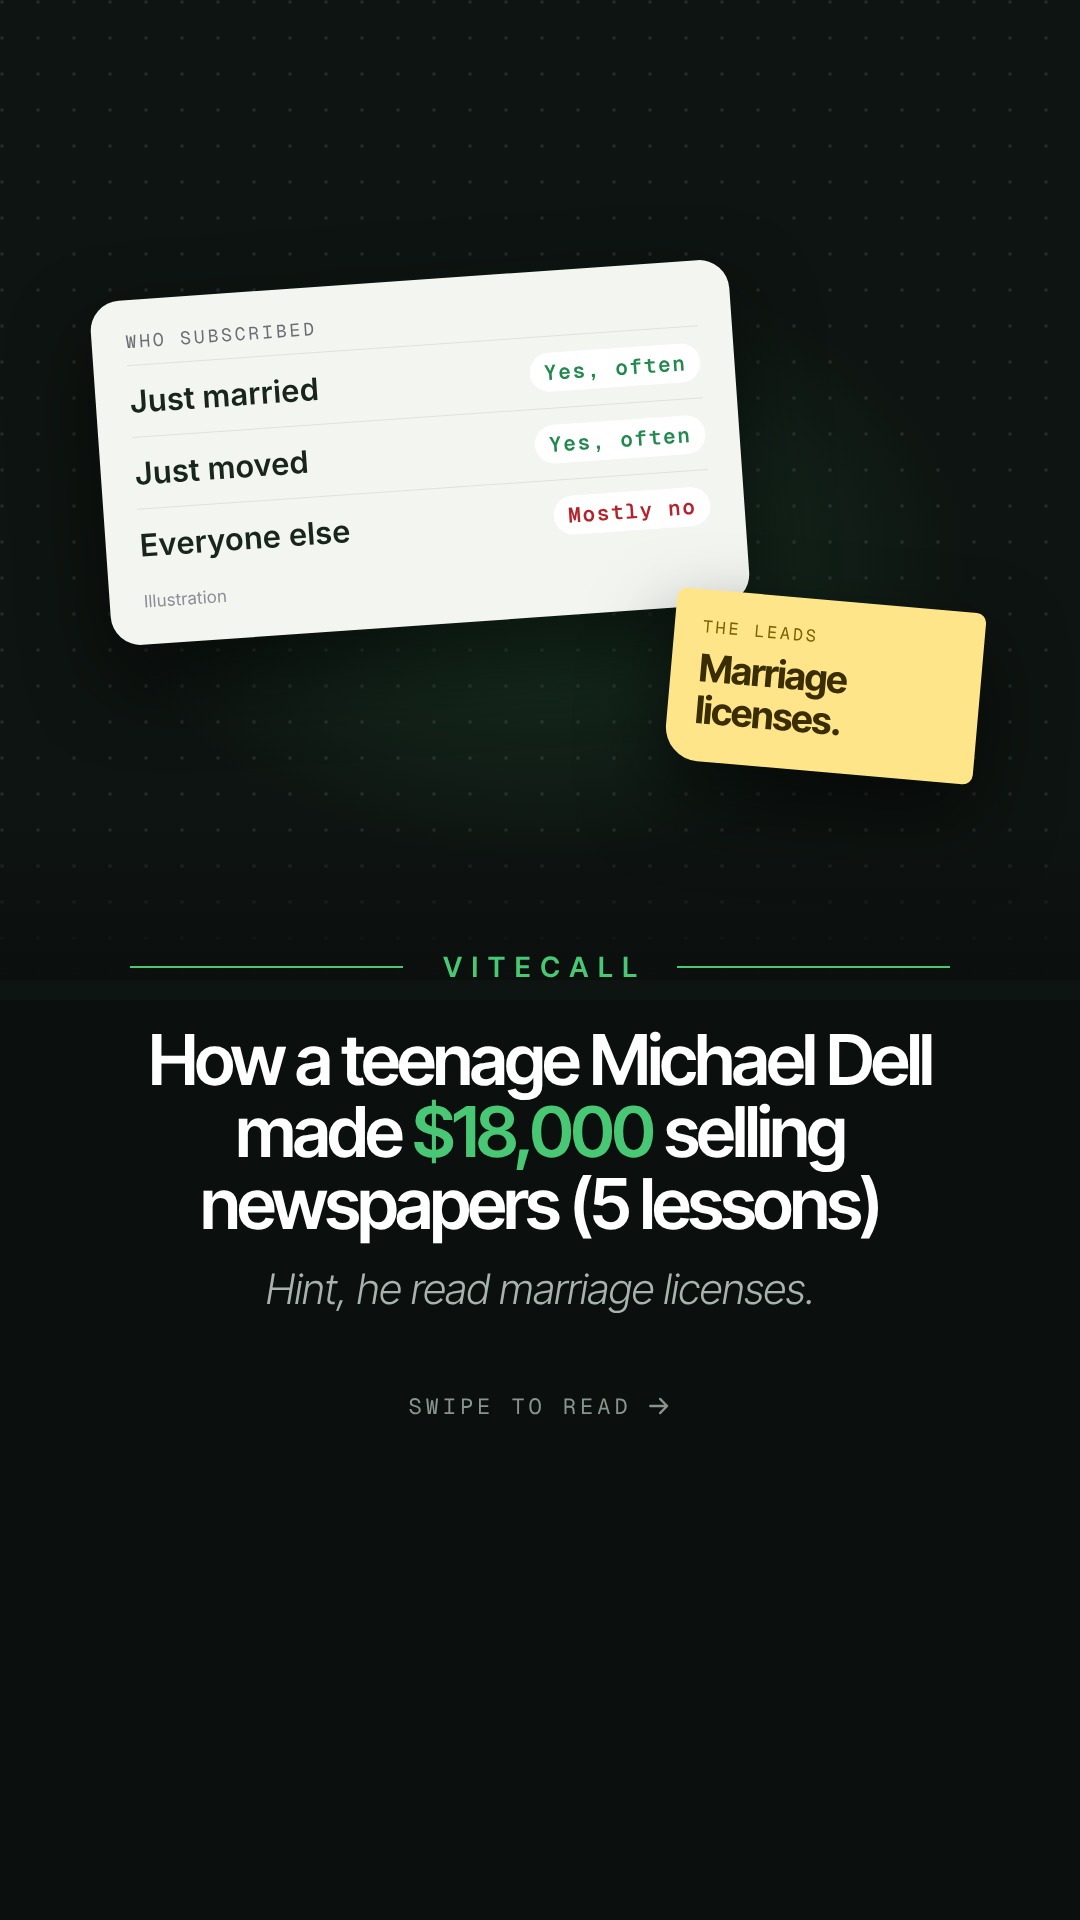 WHO SUBSCRIBED
Just married
Yes, often
Just moved
Yes, often
Everyone else
Mostly no
Illustration
THE LEADS
Marriage
licenses.
VITECALL
How a teenage Michael Dell
made $18,000 selling
newspapers (5 lessons)
Hint, he read marriage licenses.
SWIPE TO READ →